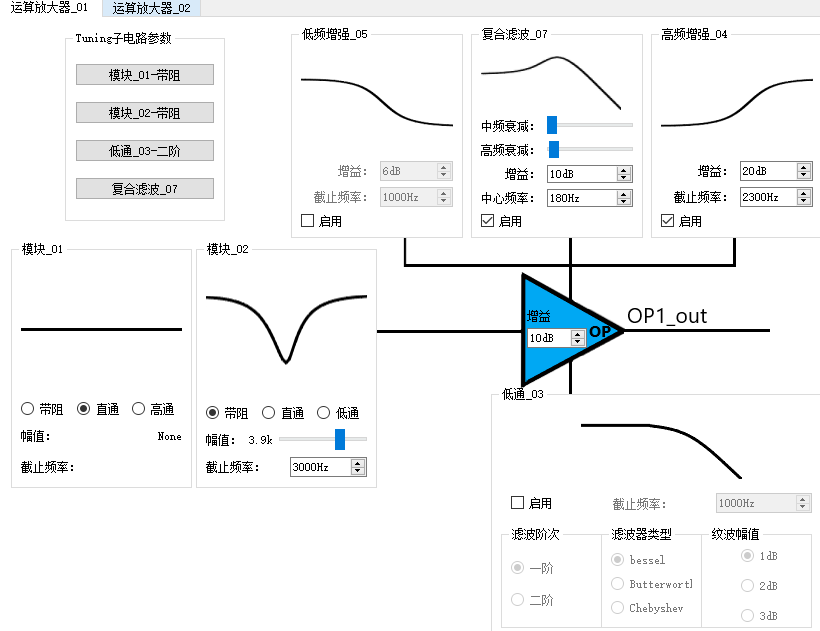 运算放大器_01
运算放大器_02
Tuning子电路参数
模块_01-带阻
模块_02-带阻
低通_03-二阶
复合滤波_07
低频增强_05
增益:
6dB
截止频率:
1000Hz
启用
复合滤波_07
中频衰减:
高频衰减:
增益:
10dB
中心频率:
180Hz
启用
高频增强_04
增益:
20dB
截止频率:
2300Hz
启用
模块_01
带阻
直通
高通
幅值:
None
截止频率:
模块_02
带阻
直通
低通
幅值:
3.9k
截止频率:
3000Hz
增益
10dB
OP
OP1_out
低通_03
启用
截止频率:
1000Hz
滤波阶次
一阶
二阶
滤波器类型
bessel
Butterwortl
Chebyshev
纹波幅值
1dB
2dB
3dB